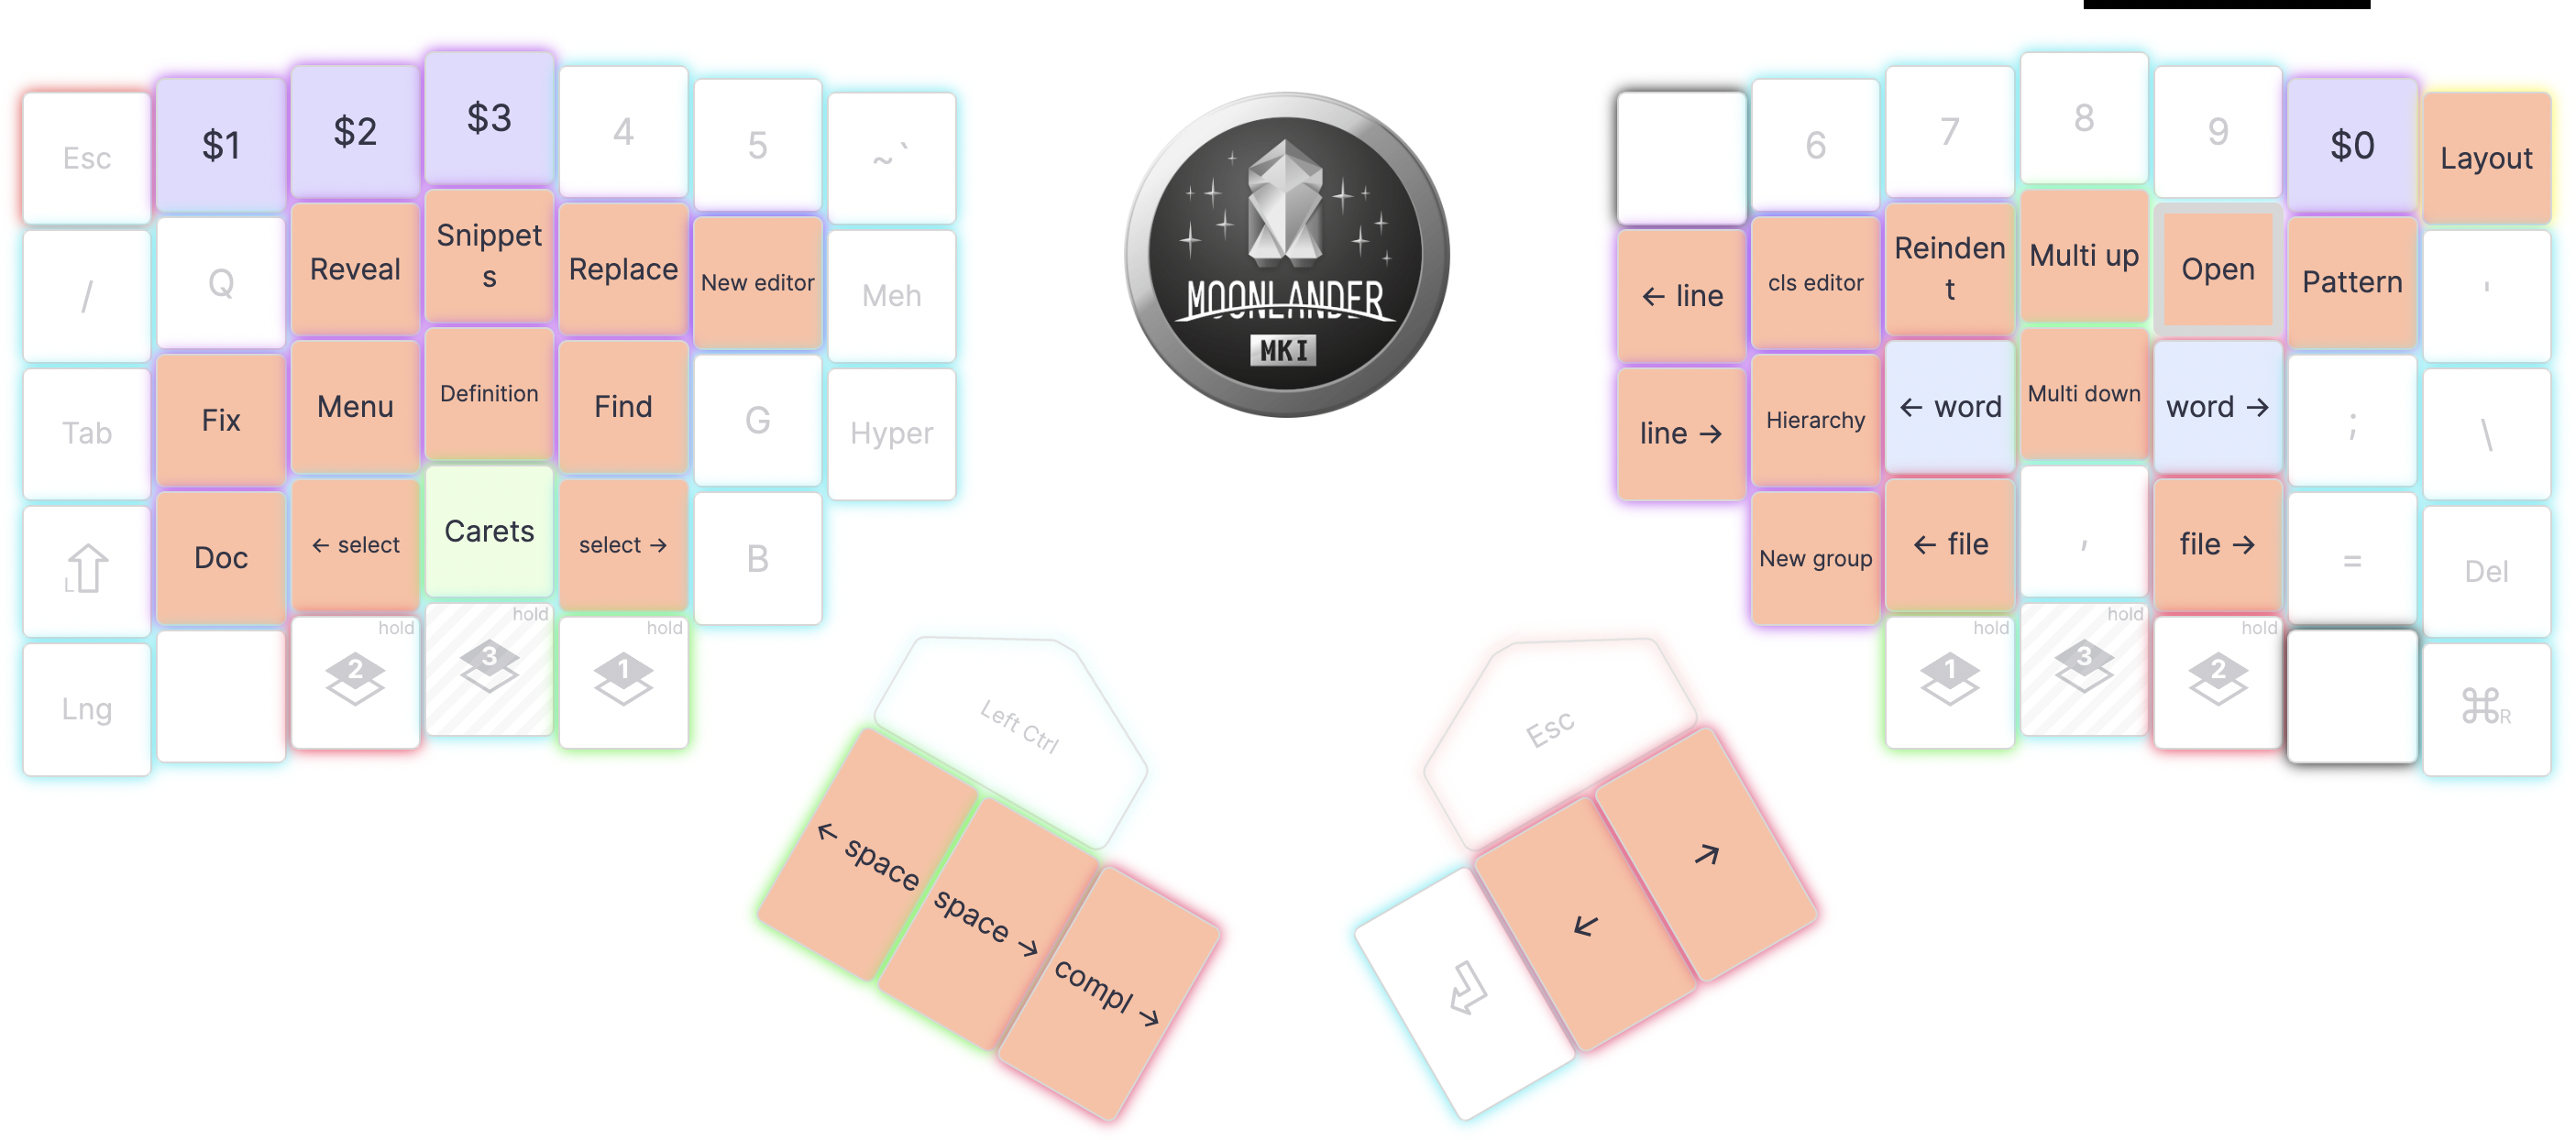 Esc $1 $2 $3 4 5 ~`
/ Q Reveal Snippet
s Replace New editor Meh
Tab Fix Menu Definition Find G Hyper
L Doc ← select Carets select → B
Lng hold 2 hold 3 hold 1
Left Ctrl
← space
space →
compl →
MOONLANDER
MKI
6 7 8 9 $0 Layout
← line cls editor Reinden
t Multi up Open Pattern '
line → Hierarchy ← word Multi down word → ; \
New group ← file , file → = Del
hold 1 hold 3 hold 2 ⌘R
Esc
↙
↗